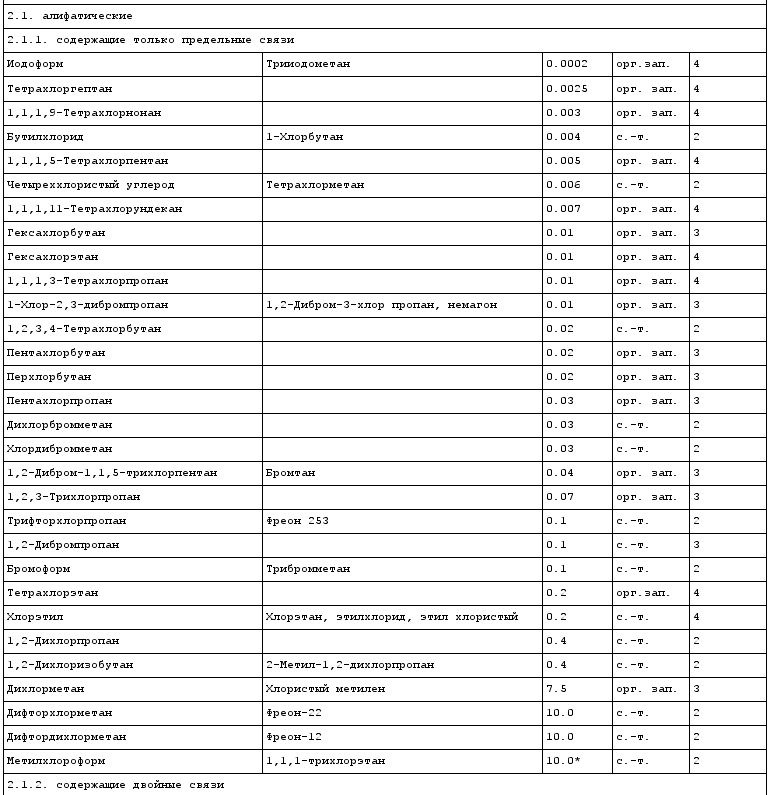 2.1. алифатические
2.1.1. содержащие только предельные связи
Иодоформ Трииодометан 0.0002 орг.зап. 4
Тетрахлоргептан 0.0025 орг. зап. 4
1,1,1,9-Тетрахлорнонан 0.003 орг. зап. 4
Бутилхлорид 1-Хлорбутан 0.004 с.-т. 2
1,1,1,5-Тетрахлорпентан 0.005 орг. зап. 4
Четыреххлористый углерод Тетрахлорметан 0.006 с.-т. 2
1,1,1,11-Тетрахлорундекан 0.007 орг. зап. 4
Гексахлорбутан 0.01 орг. зап. 3
Гексахлорэтан 0.01 орг. зап. 4
1,1,1,3-Тетрахлорпропан 0.01 орг. зап. 4
1-Хлор-2,3-дибромпропан 1,2-Дибром-3-хлор пропан, немагон 0.01 орг. зап. 3
1,2,3,4-Тетрахлорбутан 0.02 с.-т. 2
Пентахлорбутан 0.02 орг. зап. 3
Перхлорбутан 0.02 орг. зап. 3
Пентахлорпропан 0.03 орг. зап. 3
Дихлорбромметан 0.03 с.-т. 2
Хлордибромметан 0.03 с.-т. 2
1,2-Дибром-1,1,5-трихлорпентан Бромтан 0.04 орг. зап. 3
1,2,3-Трихлорпропан 0.07 орг. зап. 3
Трифторхлорпропан Фреон 253 0.1 с.-т. 2
1,2-Дибромпропан 0.1 с.-т. 3
Бромоформ Трибромметан 0.1 с.-т. 2
Тетрахлорэтан 0.2 орг.зап. 4
Хлорэтил Хлорэтан, этилхлорид, этил хлористый 0.2 с.-т. 4
1,2-Дихлорпропан 0.4 с.-т. 2
1,2-Дихлоризобутан 2-Метил-1,2-дихлорпропан 0.4 с.-т. 2
Дихлорметан Хлористый метилен 7.5 орг. зап. 3
Дифторхлорметан Фреон-22 10.0 с.-т. 2
Дифтордихлорметан Фреон-12 10.0 с.-т. 2
Метилхлороформ 1,1,1-трихлорэтан 10.0* с.-т. 2
2.1.2. содержащие двойные связи